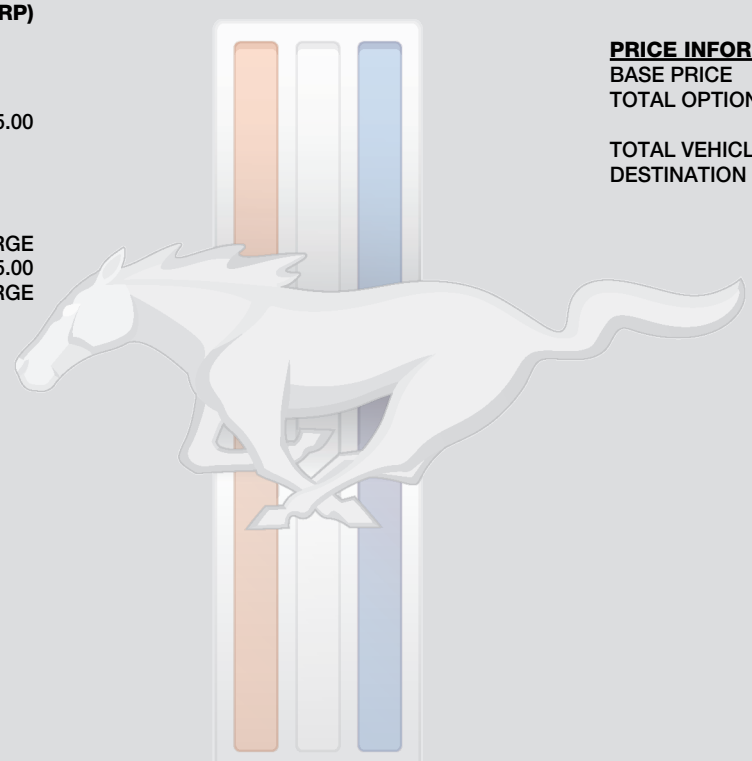 RP)
5.00
RGE
5.00
RGE
PRICE INFOR
BASE PRICE
TOTAL OPTION
TOTAL VEHICL
DESTINATION